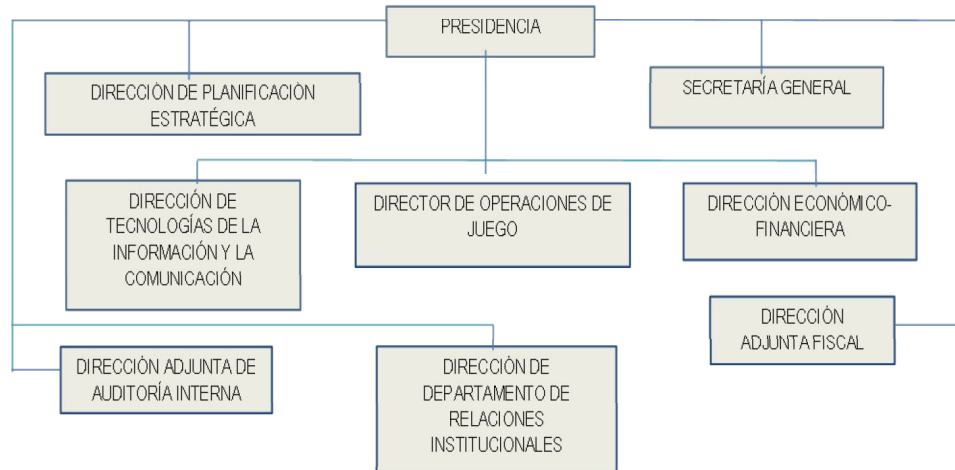 PRESIDENCIA
DIRECCIÓN DE PLANIFICACIÓN
ESTRATÉGICA
SECRETARÍA GENERAL
DIRECCIÓN DE
TECNOLOGÍAS DE LA
INFORMACIÓN Y LA
COMUNICACIÓN
DIRECTOR DE OPERACIONES DE
JUEGO
DIRECCIÓN ECONÓMICO-
FINANCIERA
DIRECCIÓN
ADJUNTA FISCAL
DIRECCIÓN ADJUNTA DE
AUDITORÍA INTERNA
DIRECCIÓN DE
DEPARTAMENTO DE
RELACIONES
INSTITUCIONALES